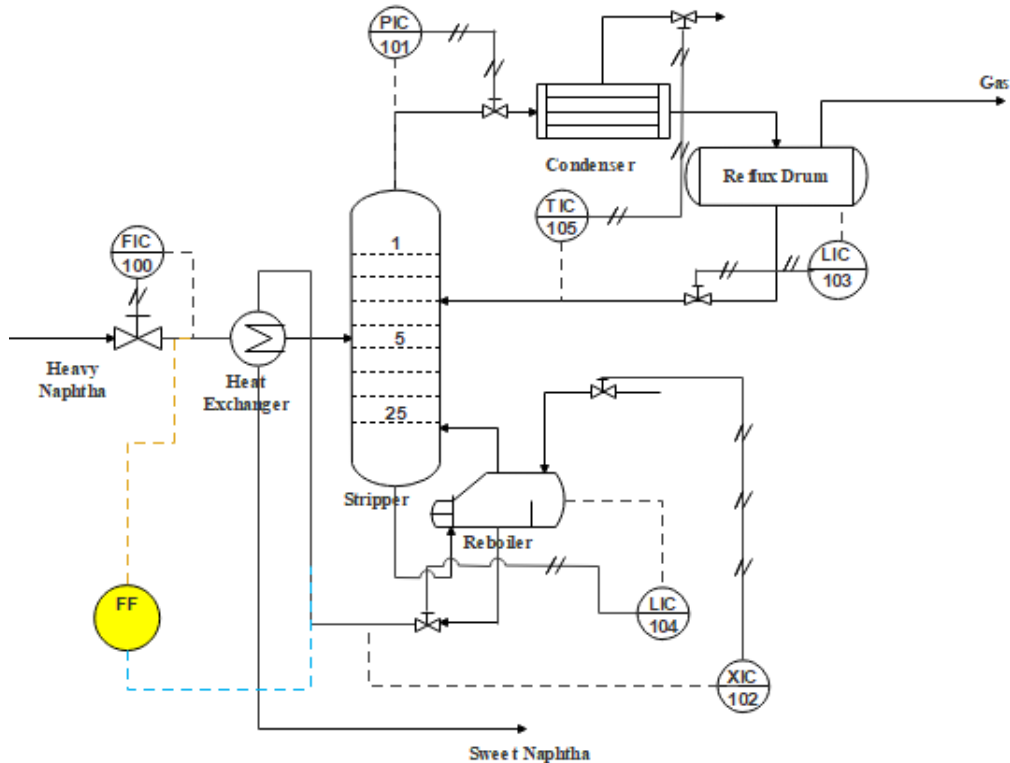 PIC
101
Gas
Condenser
Reflux Drum
TIC
105
1
FIC
100
LIC
103
5
Heavy
Naphtha
Heat
Exchanger
25
Stripper
Reboiler
FF
LIC
104
XIC
102
Sweet Naphtha